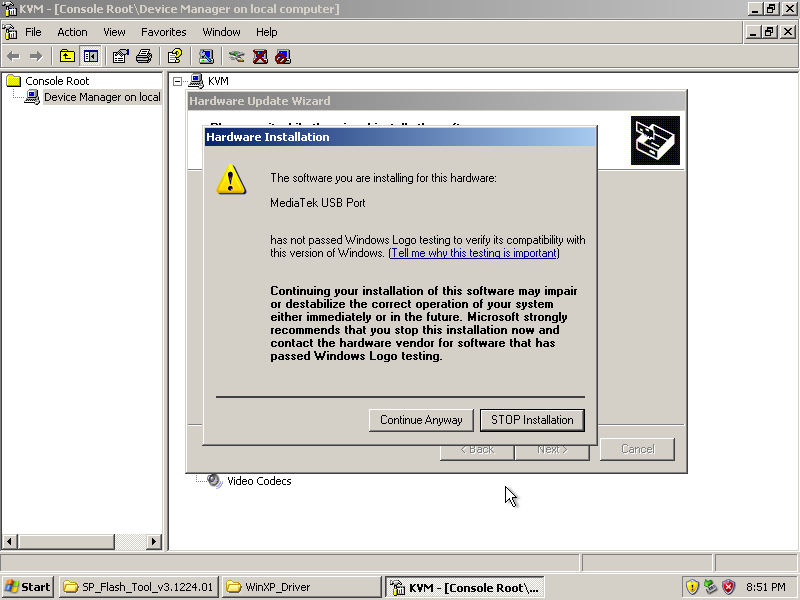 KVM - [Console Root\Device Manager on local computer]
File Action View Favorites Window Help
Console Root
Device Manager on local
KVM
Hardware Update Wizard
Hardware Installation
The software you are installing for this hardware:
MediaTek USB Port
has not passed Windows Logo testing to verify its compatibility with
this version of Windows. (Tell me why this testing is important)
Continuing your installation of this software may impair
or destabilize the correct operation of your system
either immediately or in the future. Microsoft strongly
recommends that you stop this installation now and
contact the hardware vendor for software that has
passed Windows Logo testing.
Continue Anyway STOP Installation
< Back Next > Cancel
Video Codecs
Start SP_Flash_Tool_v3.1224.01 WinXP_Driver KVM - [Console Root\... 8:51 PM